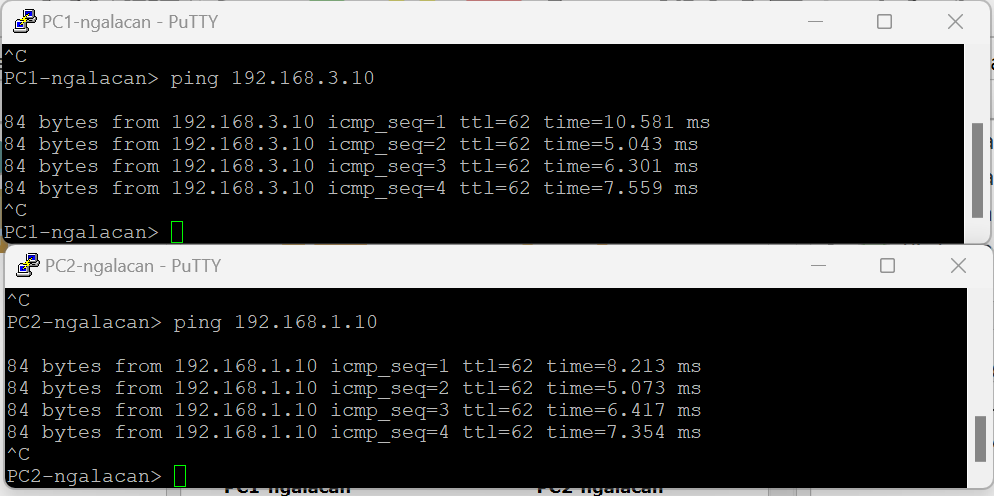 PC1-ngalacan - PuTTY
^C
PC1-ngalacan> ping 192.168.3.10
84 bytes from 192.168.3.10 icmp_seq=1 ttl=62 time=10.581 ms
84 bytes from 192.168.3.10 icmp_seq=2 ttl=62 time=5.043 ms
84 bytes from 192.168.3.10 icmp_seq=3 ttl=62 time=6.301 ms
84 bytes from 192.168.3.10 icmp_seq=4 ttl=62 time=7.559 ms
^C
PC1-ngalacan>
PC2-ngalacan - PuTTY
^C
PC2-ngalacan> ping 192.168.1.10
84 bytes from 192.168.1.10 icmp_seq=1 ttl=62 time=8.213 ms
84 bytes from 192.168.1.10 icmp_seq=2 ttl=62 time=5.073 ms
84 bytes from 192.168.1.10 icmp_seq=3 ttl=62 time=6.417 ms
84 bytes from 192.168.1.10 icmp_seq=4 ttl=62 time=7.354 ms
^C
PC2-ngalacan>
PC1-ngalacan PC2-ngalacan